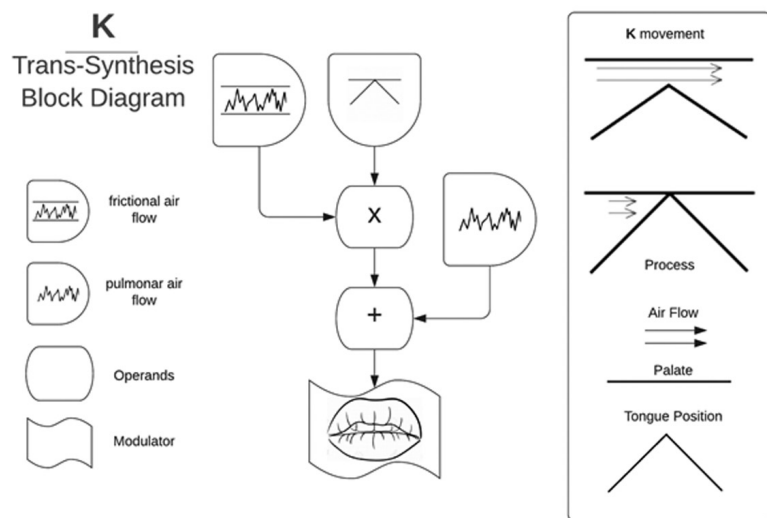 K
Trans-Synthesis
Block Diagram
frictional air
flow
pulmonar air
flow
Operands
Modulator
X
+
K movement
Process
Air Flow
Palate
Tongue Position